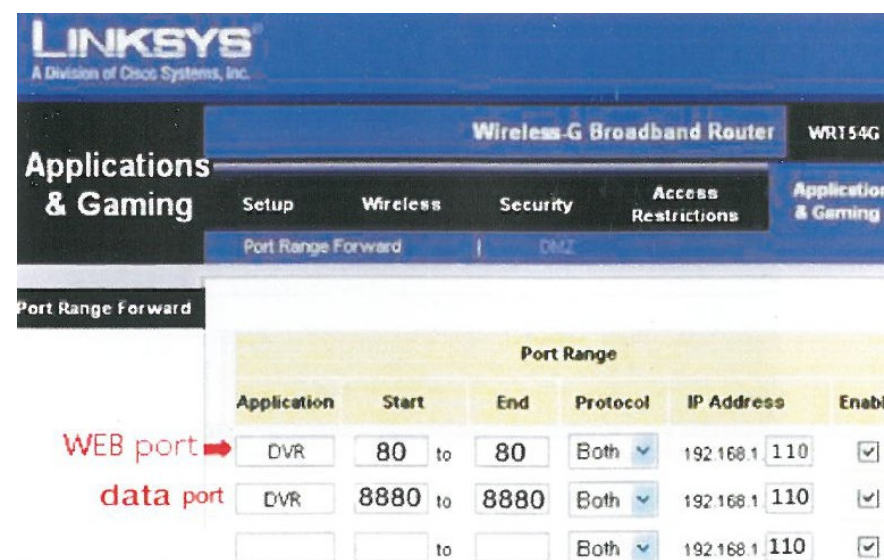 LINKSYS®
A Division of Cisco Systems, Inc.
Wireless-G Broadband Router WRT54G
Applications
& Gaming
Setup Wireless Security Access Restrictions Application & Gaming
Port Range Forward | DMZ
Port Range Forward
Port Range
Application Start End Protocol IP Address Enabl
WEB port DVR 80 to 80 Both 192.168.1. 110
data port DVR 8880 to 8880 Both 192.168.1 110
to Both 192.168.1. 110